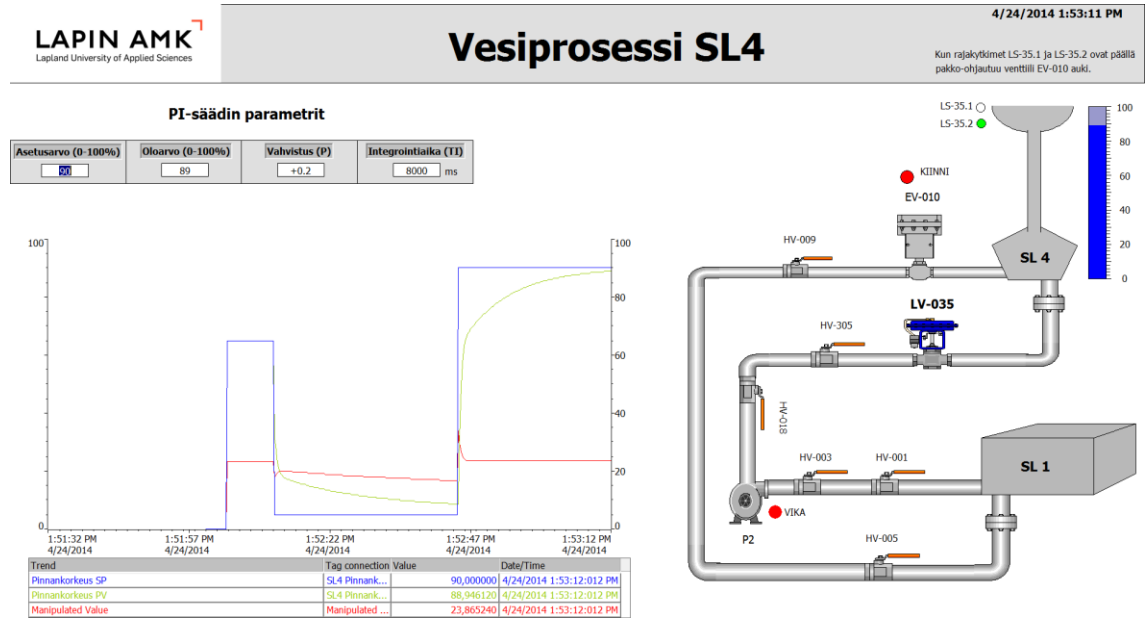 LAPIN AMK
Lapland University of Applied Sciences
Vesiprosessi SL4
4/24/2014 1:53:11 PM
Kun rajakytkimet LS-35.1 ja LS-35.2 ovat päällä
pakko-ohjautuu venttiili EV-010 auki.
PI-säädin parametrit
Asetusarvo (0-100%) Oloarvo (0-100%) Vahvistus (P) Integrointiaika (TI)
90 89 +0.2 8000 ms
100 100
80
60
40
20
0 0
1:51:32 PM 1:51:57 PM 1:52:22 PM 1:52:47 PM 1:53:12 PM
4/24/2014 4/24/2014 4/24/2014 4/24/2014 4/24/2014
Trend Tag connection Value Date/Time
Pinnankorkeus SP SL4 Pinnank... 90,000000 4/24/2014 1:53:12:012 PM
Pinnankorkeus PV SL4 Pinnank... 88,946120 4/24/2014 1:53:12:012 PM
Manipulated Value Manipulated ... 23,865240 4/24/2014 1:53:12:012 PM
LS-35.1
LS-35.2
100
80
60
40
20
0
KIINNI
EV-010
HV-009
SL 4
LV-035
HV-305
HV-018
HV-003 HV-001
SL 1
VIKA
P2
HV-005